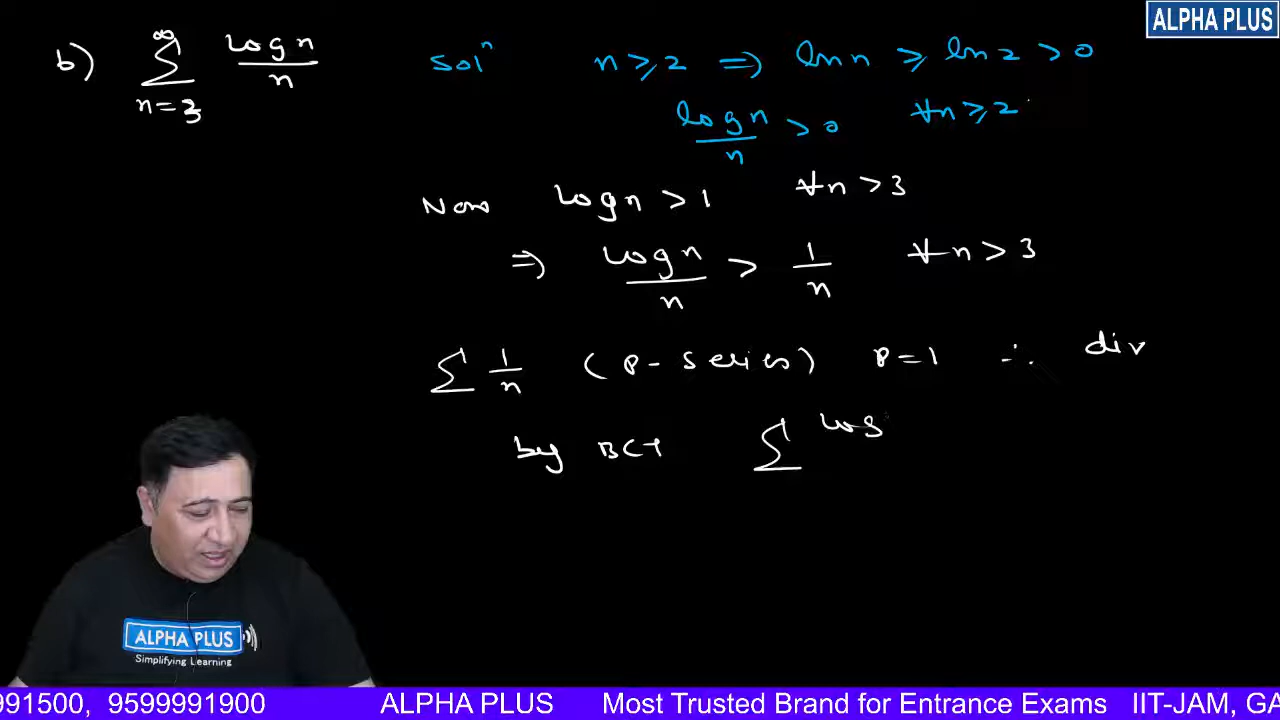 ALPHA PLUS
b) ∞ Σ n=3 log n / n
solⁿ n ≥ 2 ⇒ ln n ≥ ln 2 > 0
log n / n > 0 ∀ n ≥ 2
Now log n > 1 ∀ n > 3
⇒ log n / n > 1 / n ∀ n > 3
Σ 1 / n (P - series) P = 1 ∴ div
by BCT Σ log
ALPHA PLUS
Simplifying Learning
991500, 9599991900 ALPHA PLUS Most Trusted Brand for Entrance Exams IIT-JAM, GA